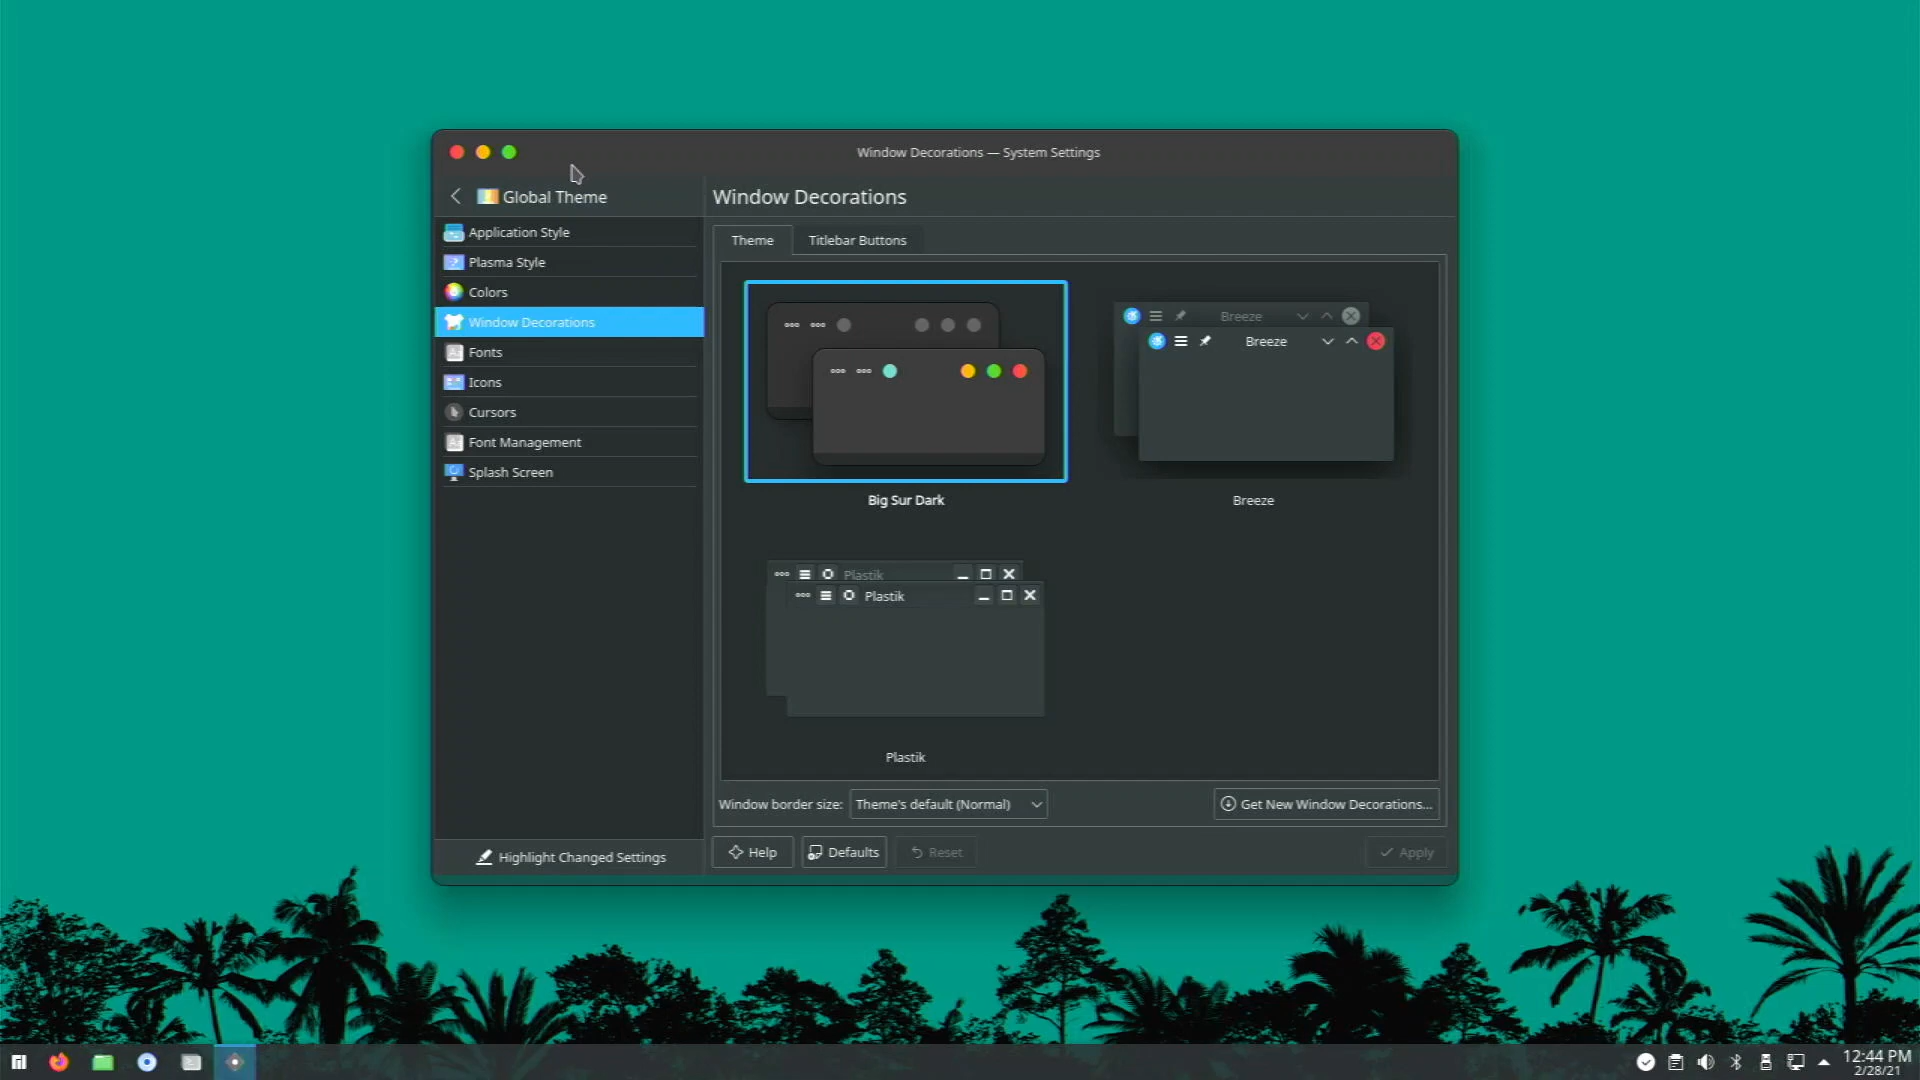 Window Decorations — System Settings
Global Theme
Window Decorations
Application Style
Plasma Style
Colors
Window Decorations
Fonts
Icons
Cursors
Font Management
Splash Screen
Highlight Changed Settings
Theme
Titlebar Buttons
Big Sur Dark
Breeze
Breeze
Breeze
Plastik
Plastik
Plastik
Window border size:
Theme's default (Normal)
Get New Window Decorations...
Help
Defaults
Reset
Apply
12:44 PM
2/28/21